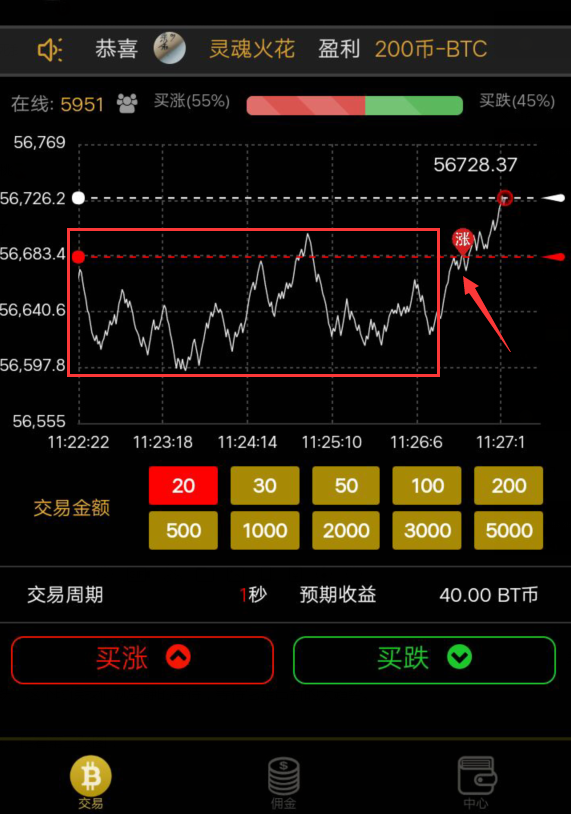 恭喜 灵魂火花 盈利 200币-BTC
在线: 5951 买涨(55%) 买跌(45%)
56,769
56728.37
56,726.2
涨
56,683.4
56,640.6
56,597.8
56,555
11:22:22 11:23:18 11:24:14 11:25:10 11:26:6 11:27:1
交易金额
20 30 50 100 200
500 1000 2000 3000 5000
交易周期 1秒 预期收益 40.00 BT币
买涨 买跌
交易 佣金 中心